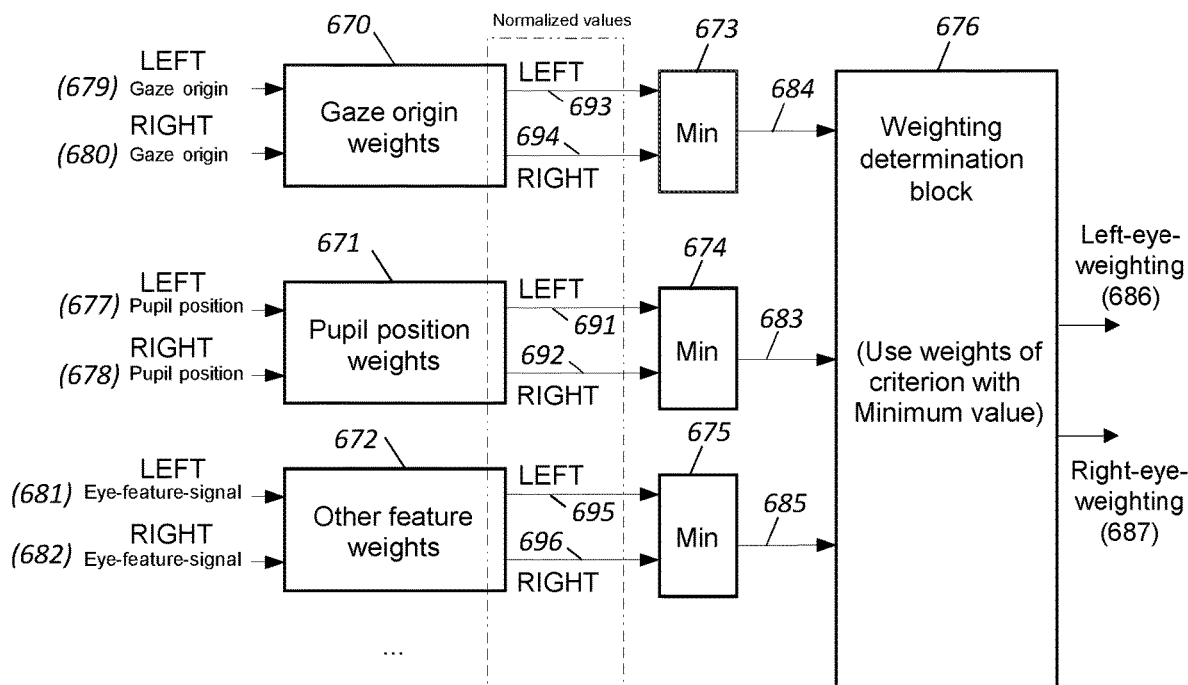 Normalized values
670
673
676
LEFT
(679) Gaze origin
RIGHT
(680) Gaze origin
Gaze origin
weights
LEFT
693
694
RIGHT
Min
684
Weighting
determination
block
671
674
LEFT
(677) Pupil position
RIGHT
(678) Pupil position
Pupil position
weights
LEFT
691
692
RIGHT
Min
683
(Use weights of
criterion with
Minimum value)
Left-eye-
weighting
(686)
672
675
LEFT
(681) Eye-feature-signal
RIGHT
(682) Eye-feature-signal
Other feature
weights
LEFT
695
696
RIGHT
Min
685
Right-eye-
weighting
(687)
...